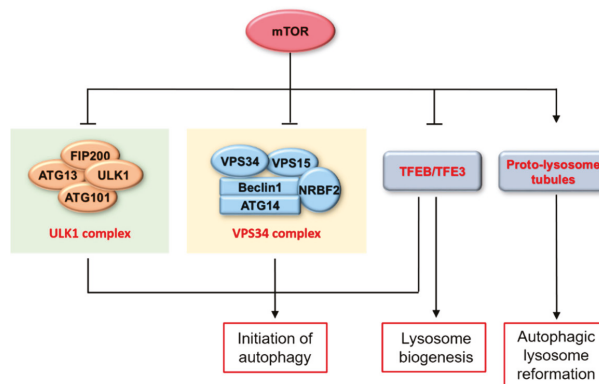 mTOR
FIP200
ATG13
ULK1
ATG101
ULK1 complex
VPS34
VPS15
Beclin1
NRBF2
ATG14
VPS34 complex
TFEB/TFE3
Proto-lysosome
tubules
Initiation of
autophagy
Lysosome
biogenesis
Autophagic
lysosome
reformation